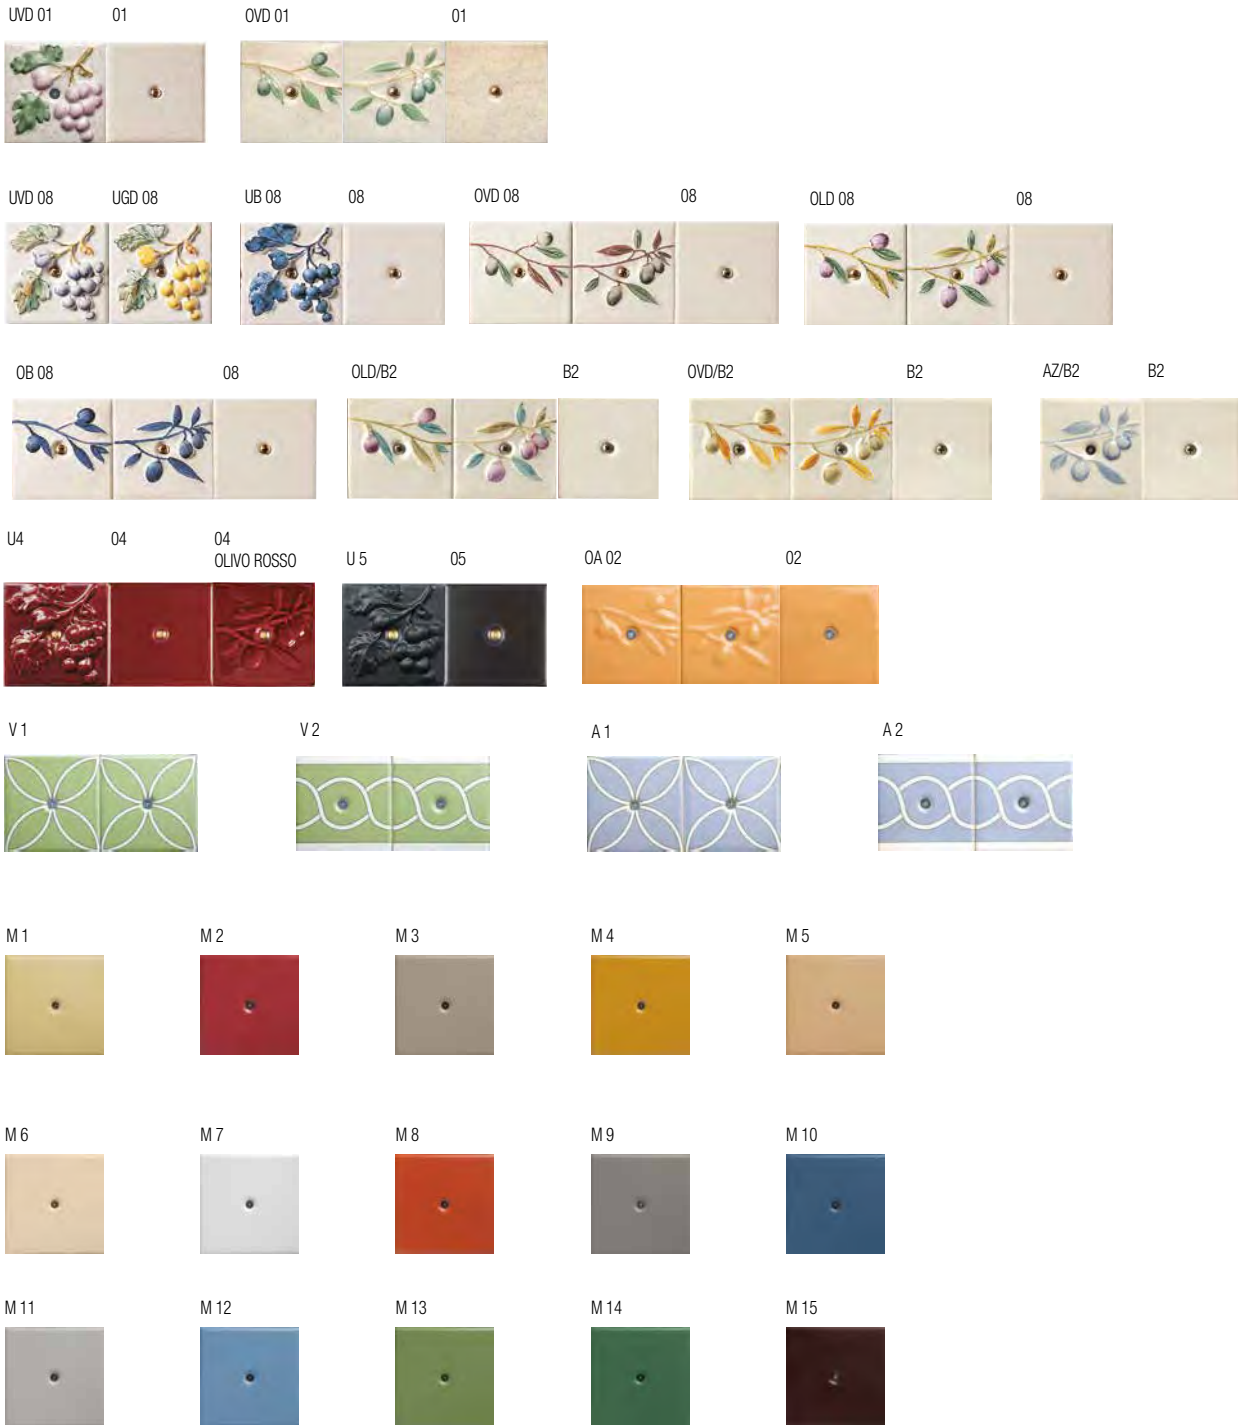 UVD 01 01 OVD 01 01
UVD 08 UGD 08 UB 08 08 OVD 08 08 OLD 08 08
OB 08 08 OLD/B2 B2 OVD/B2 B2 AZ/B2 B2
U4 04 04 U 5 05 OA 02 02
OLIVO ROSSO
V 1 V 2 A 1 A 2
M 1 M 2 M 3 M 4 M 5
M 6 M 7 M 8 M 9 M 10
M 11 M 12 M 13 M 14 M 15